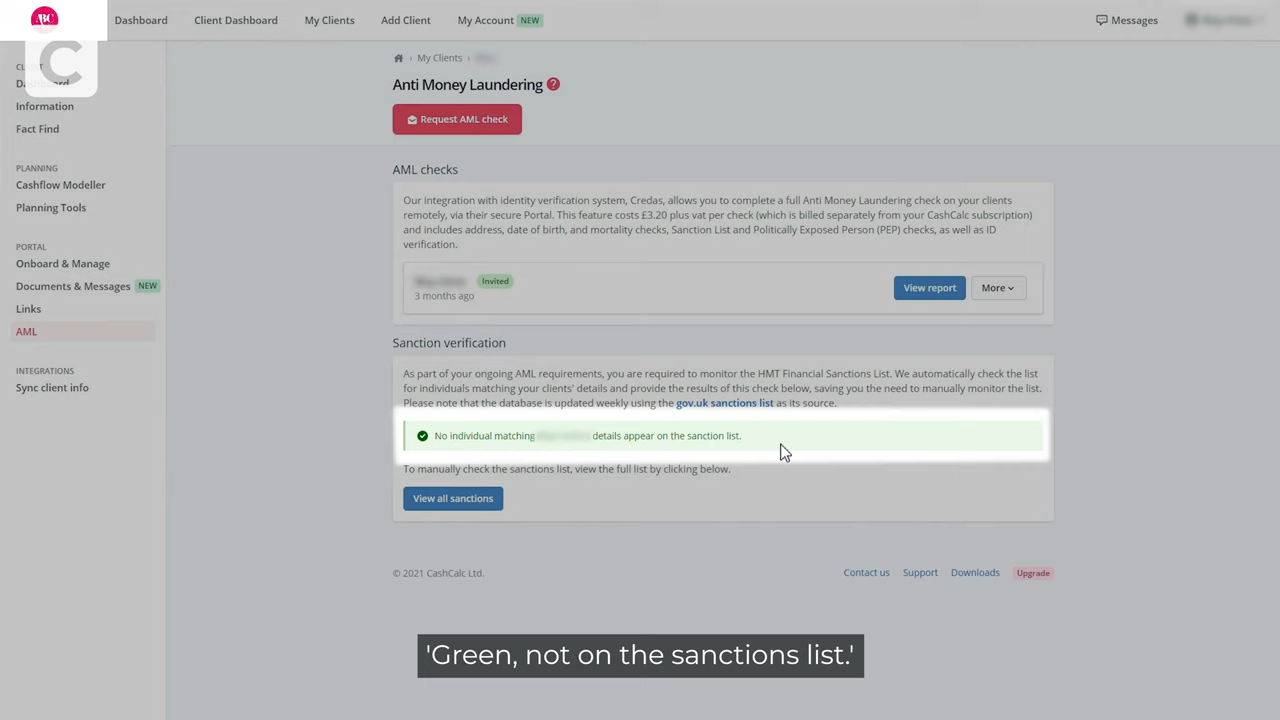 ABC
Dashboard
Client Dashboard
My Clients
Add Client
My Account NEW
Messages
C
CLIENT
Dashboard
Information
Fact Find
PLANNING
Cashflow Modeller
Planning Tools
PORTAL
Onboard & Manage
Documents & Messages NEW
Links
AML
INTEGRATIONS
Sync client info
› My Clients ›
Anti Money Laundering ?
Request AML check
AML checks
Our integration with identity verification system, Credas, allows you to complete a full Anti Money Laundering check on your clients
remotely, via their secure Portal. This feature costs £3.20 plus vat per check (which is billed separately from your CashCalc subscription)
and includes address, date of birth, and mortality checks, Sanction List and Politically Exposed Person (PEP) checks, as well as ID
verification.
Invited
3 months ago
View report
More
Sanction verification
As part of your ongoing AML requirements, you are required to monitor the HMT Financial Sanctions List. We automatically check the list
for individuals matching your clients' details and provide the results of this check below, saving you the need to manually monitor the list.
Please note that the database is updated weekly using the gov.uk sanctions list as its source.
No individual matching details appear on the sanction list.
To manually check the sanctions list, view the full list by clicking below.
View all sanctions
© 2021 CashCalc Ltd.
Contact us
Support
Downloads
Upgrade
'Green, not on the sanctions list.'